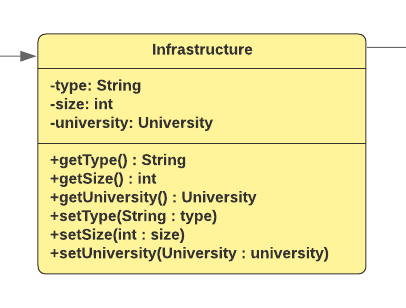 Infrastructure
-type: String
-size: int
-university: University
+getType() : String
+getSize() : int
+getUniversity() : University
+setType(String : type)
+setSize(int : size)
+setUniversity(University : university)